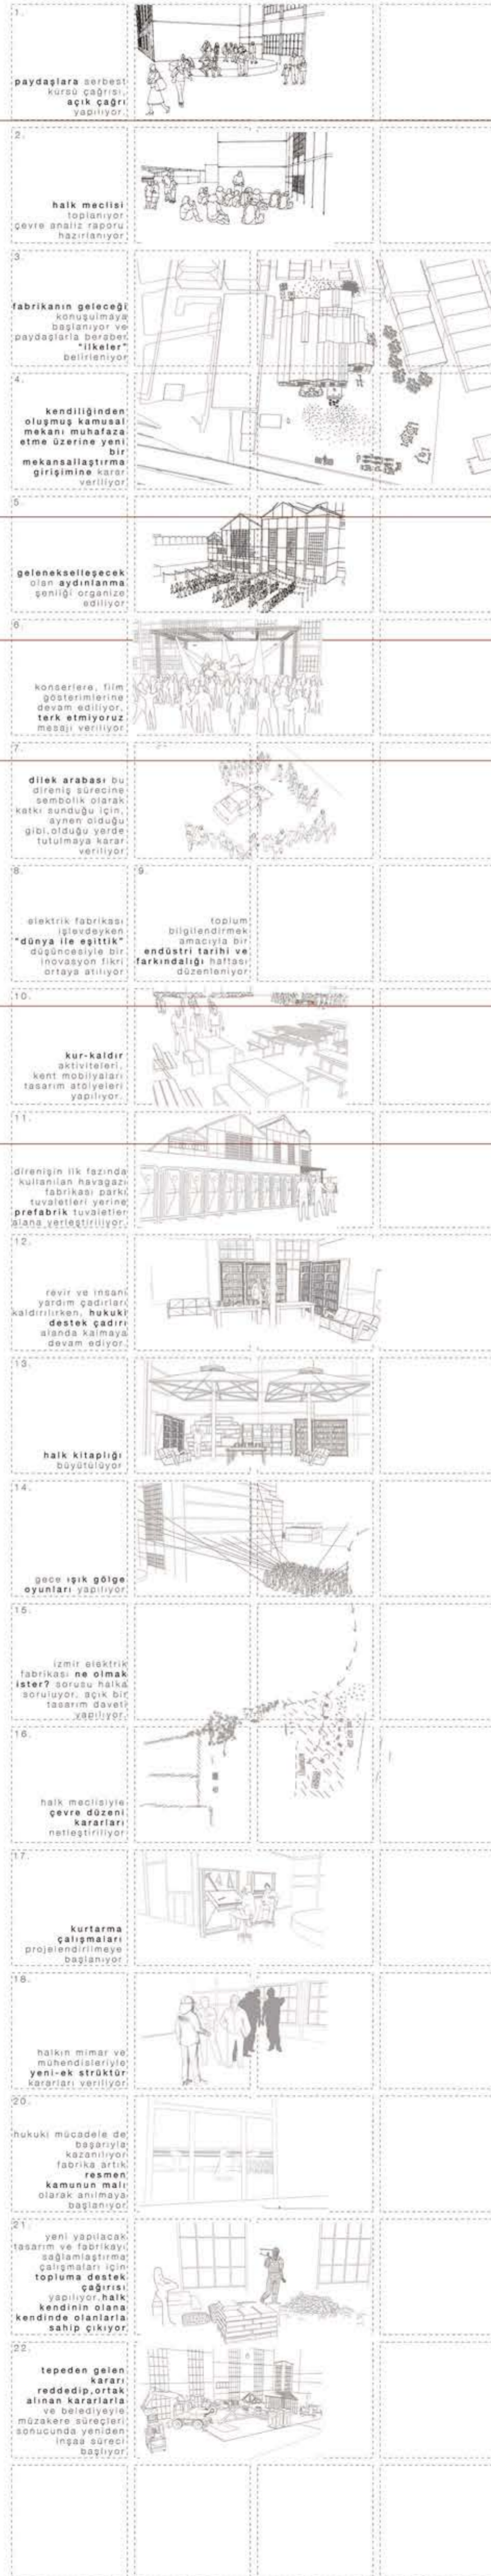 1.
paydaşlara serbest
kürsü çağrısı,
açık çağrı
yapılıyor.
2.
halk meclisi
toplanıyor
çevre analiz raporu
hazırlanıyor
3.
fabrikanın geleceği
konuşulmaya
başlanıyor ve
paydaşlarla beraber
"ilkeler"
belirleniyor
4.
kendiliğinden
oluşmuş kamusal
mekanı muhafaza
etme üzerine yeni
bir
mekansallaştırma
girişimine karar
veriliyor
5.
gelenekselleşecek
olan aydınlanma
şenliği organize
ediliyor
6.
konserlere, film
gösterimlerine
devam ediliyor,
terk etmiyoruz
mesajı veriliyor
7.
dilek arabası bu
direniş sürecine
sembolik olarak
katkı sunduğu için,
aynen olduğu
gibi,olduğu yerde
tutulmaya karar
veriliyor
8.
elektrik fabrikası
işlevdeyken
"dünya ile eşittik"
düşüncesiyle bir
inovasyon fikri
ortaya atılıyor
9.
toplum
bilgilendirmek
amacıyla bir
endüstri tarihi ve
farkındalığı haftası
düzenleniyor
10.
kur-kaldır
aktiviteleri,
kent mobilyaları
tasarım atölyeleri
yapılıyor.
11.
direnişin ilk fazında
kullanılan havagazı
fabrikası parkı
tuvaletleri yerine
prefabrik tuvaletler
alana yerleştiriliyor.
12.
revir ve insani
yardım çadırları
kaldırılırken, hukuki
destek çadırı
alanda kalmaya
devam ediyor.
13.
halk kitaplığı
büyütülüyor
14.
gece ışık gölge
oyunları yapılıyor
15.
izmir elektrik
fabrikası ne olmak
ister? sorusu halka
soruluyor, açık bir
tasarım daveti
yapılıyor.
16.
halk meclisiyle
çevre düzeni
kararları
netleştiriliyor
17.
kurtarma
çalışmaları
projelendirilmeye
başlanıyor
18.
halkın mimar ve
mühendisleriyle
yeni-ek strüktür
kararları veriliyor
20.
hukuki mücadele de
başarıyla
kazanılıyor
fabrika artık
resmen
kamunun malı
olarak anılmaya
başlanıyor
21.
yeni yapılacak
tasarım ve fabrikayı
sağlamlaştırma
çalışmaları için
topluma destek
çağırısı
yapılıyor.halk
kendinin olana
kendinde olanlarla
sahip çıkıyor
22.
tepeden gelen
kararı
reddedip,ortak
alınan kararlarla
ve belediyeyle
müzakere süreçleri
sonucunda yeniden
inşaa süreci
başlıyor